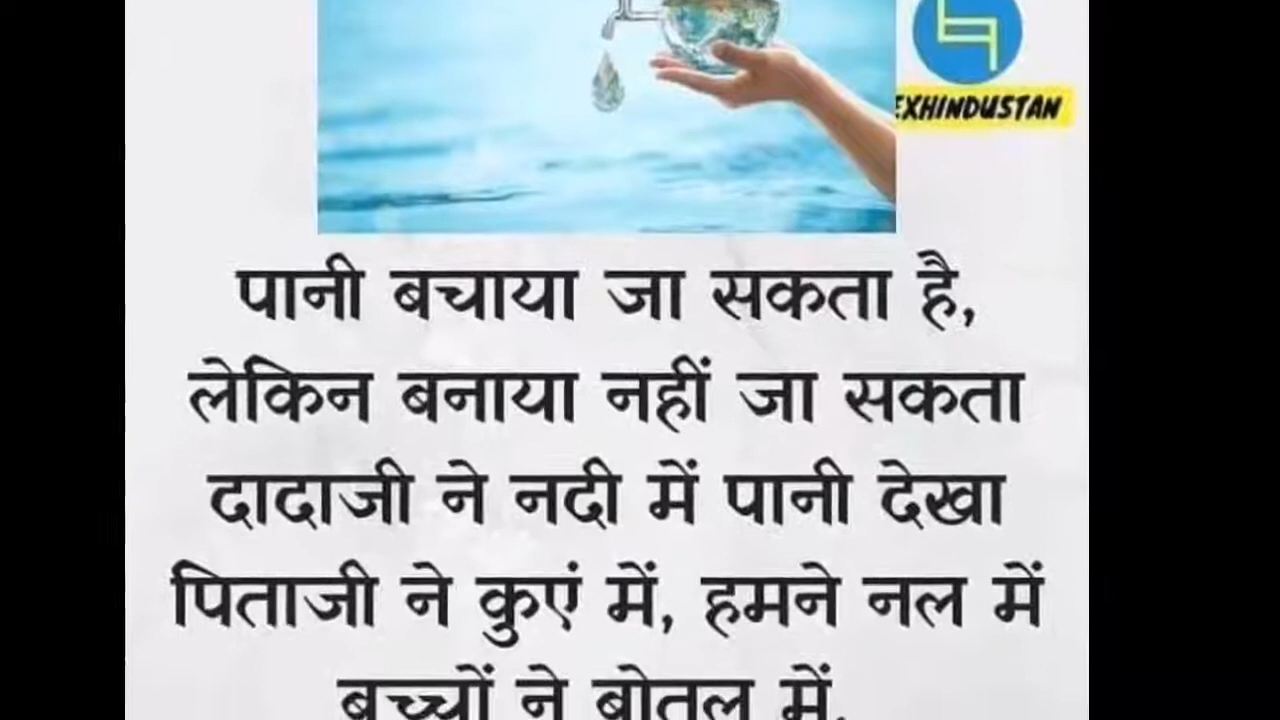 EXHINDUSTAN
पानी बचाया जा सकता है,
लेकिन बनाया नहीं जा सकता
दादाजी ने नदी में पानी देखा
पिताजी ने कुएं में, हमने नल में
बच्चों ने बोतल में,